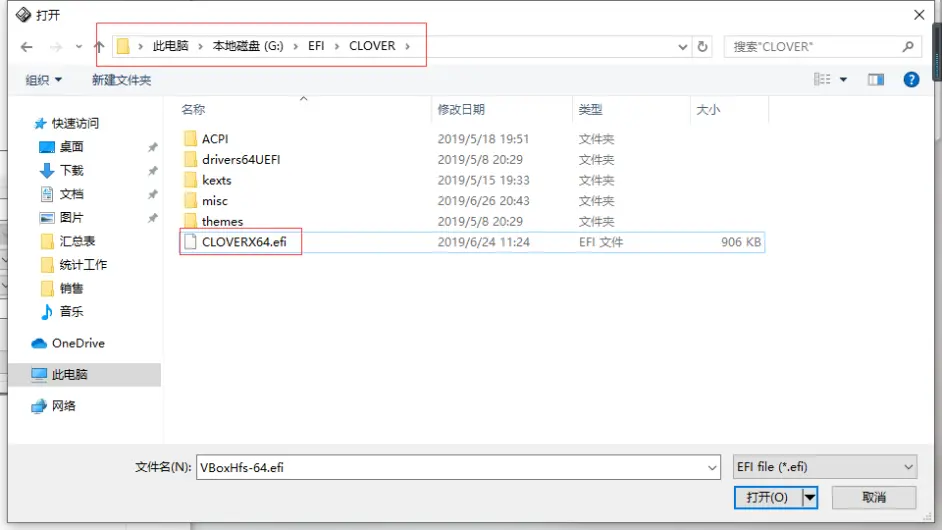 打开
此电脑 › 本地磁盘 (G:) › EFI › CLOVER ›
搜索"CLOVER"
组织 新建文件夹
名称 修改日期 类型 大小
快速访问
桌面
下载
文档
图片
汇总表
统计工作
销售
音乐
OneDrive
此电脑
网络
ACPI 2019/5/18 19:51 文件夹
drivers64UEFI 2019/5/8 20:29 文件夹
kexts 2019/5/15 19:33 文件夹
misc 2019/6/26 20:43 文件夹
themes 2019/5/8 20:29 文件夹
CLOVERX64.efi 2019/6/24 11:24 EFI 文件 906 KB
文件名(N): VBoxHfs-64.efi EFI file (*.efi)
打开(O) 取消